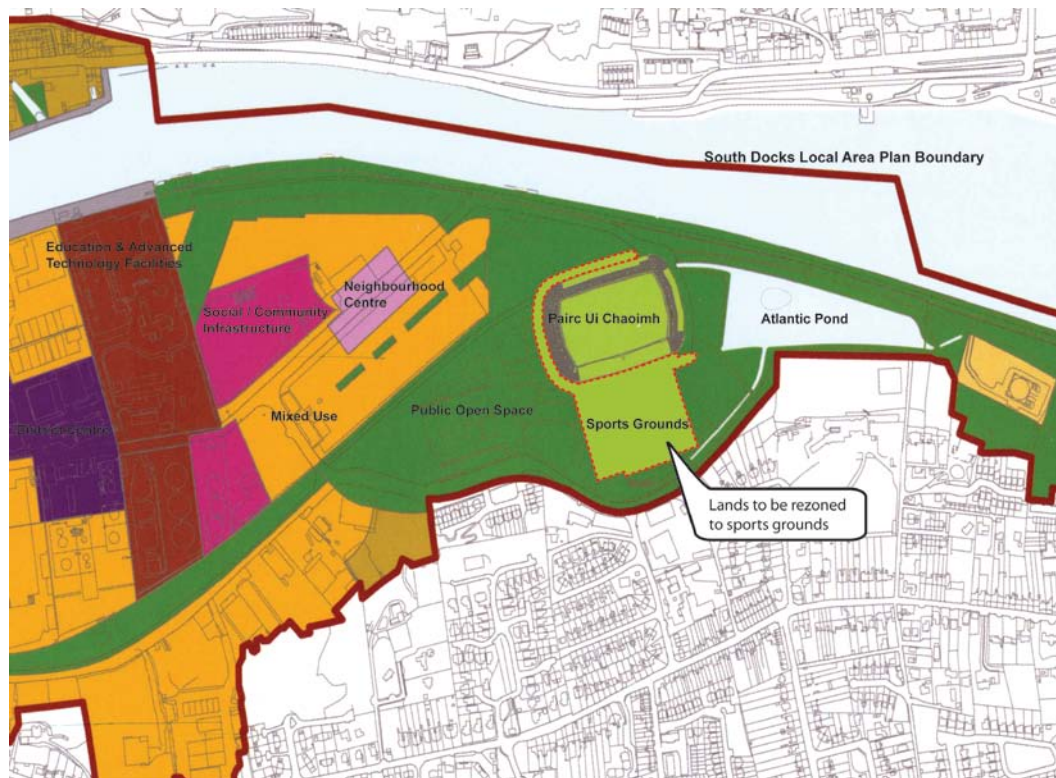 South Docks Local Area Plan Boundary
Education & Advanced
Technology Facilities
Neighbourhood
Centre
Social / Community
Infrastructure
Pairc Ui Chaoimh
Atlantic Pond
Mixed Use
Public Open Space
Sports Grounds
Lands to be rezoned
to sports grounds